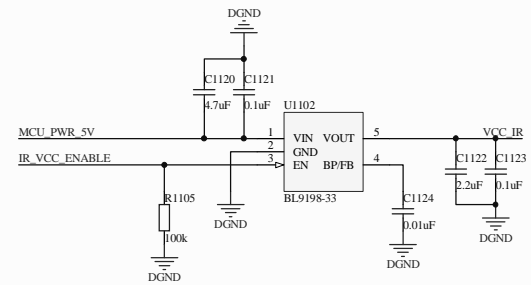 DGND
C1120
C1121
4.7uF
0.1uF
U1102
MCU_PWR_5V
1
VIN
VOUT
5
VCC_IR
2
GND
IR_VCC_ENABLE
3
EN
BP/FB
4
C1122
C1123
2.2uF
0.1uF
R1105
100k
DGND
BL9198-33
C1124
0.01uF
DGND
DGND
DGND